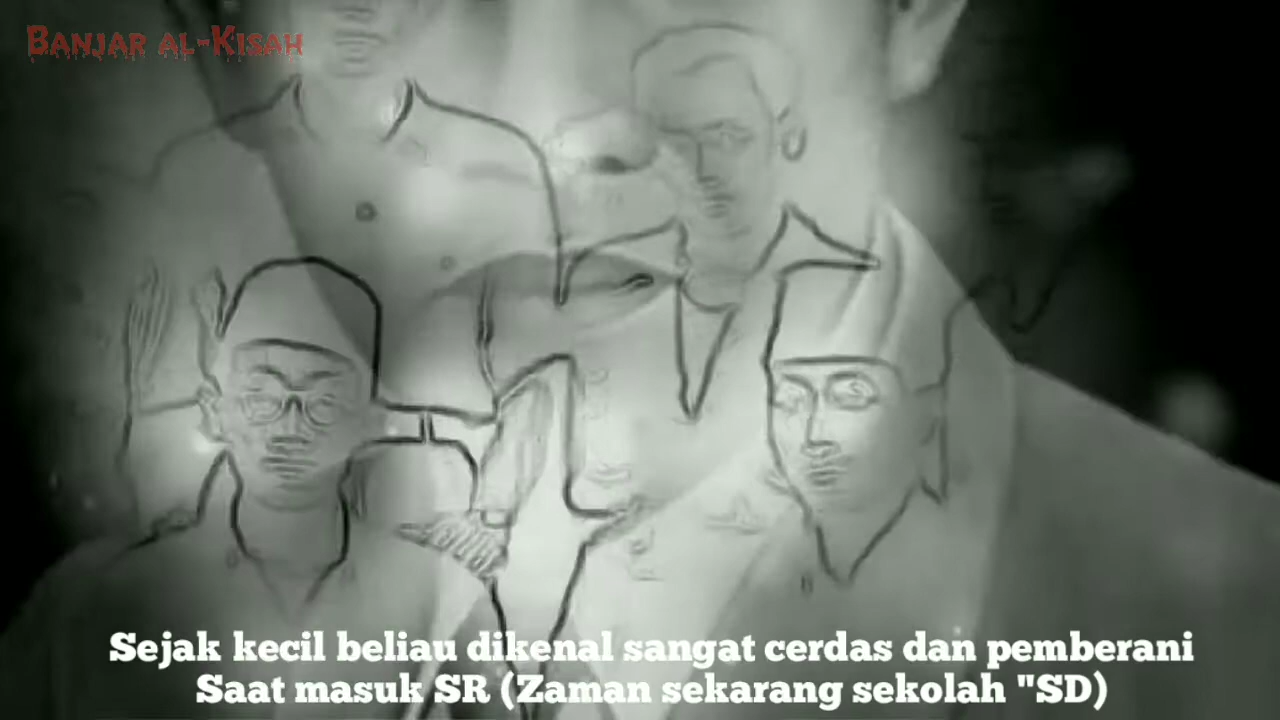 Banjar al-Kisah
Sejak kecil beliau dikenal sangat cerdas dan pemberani
Saat masuk SR (Zaman sekarang sekolah "SD)